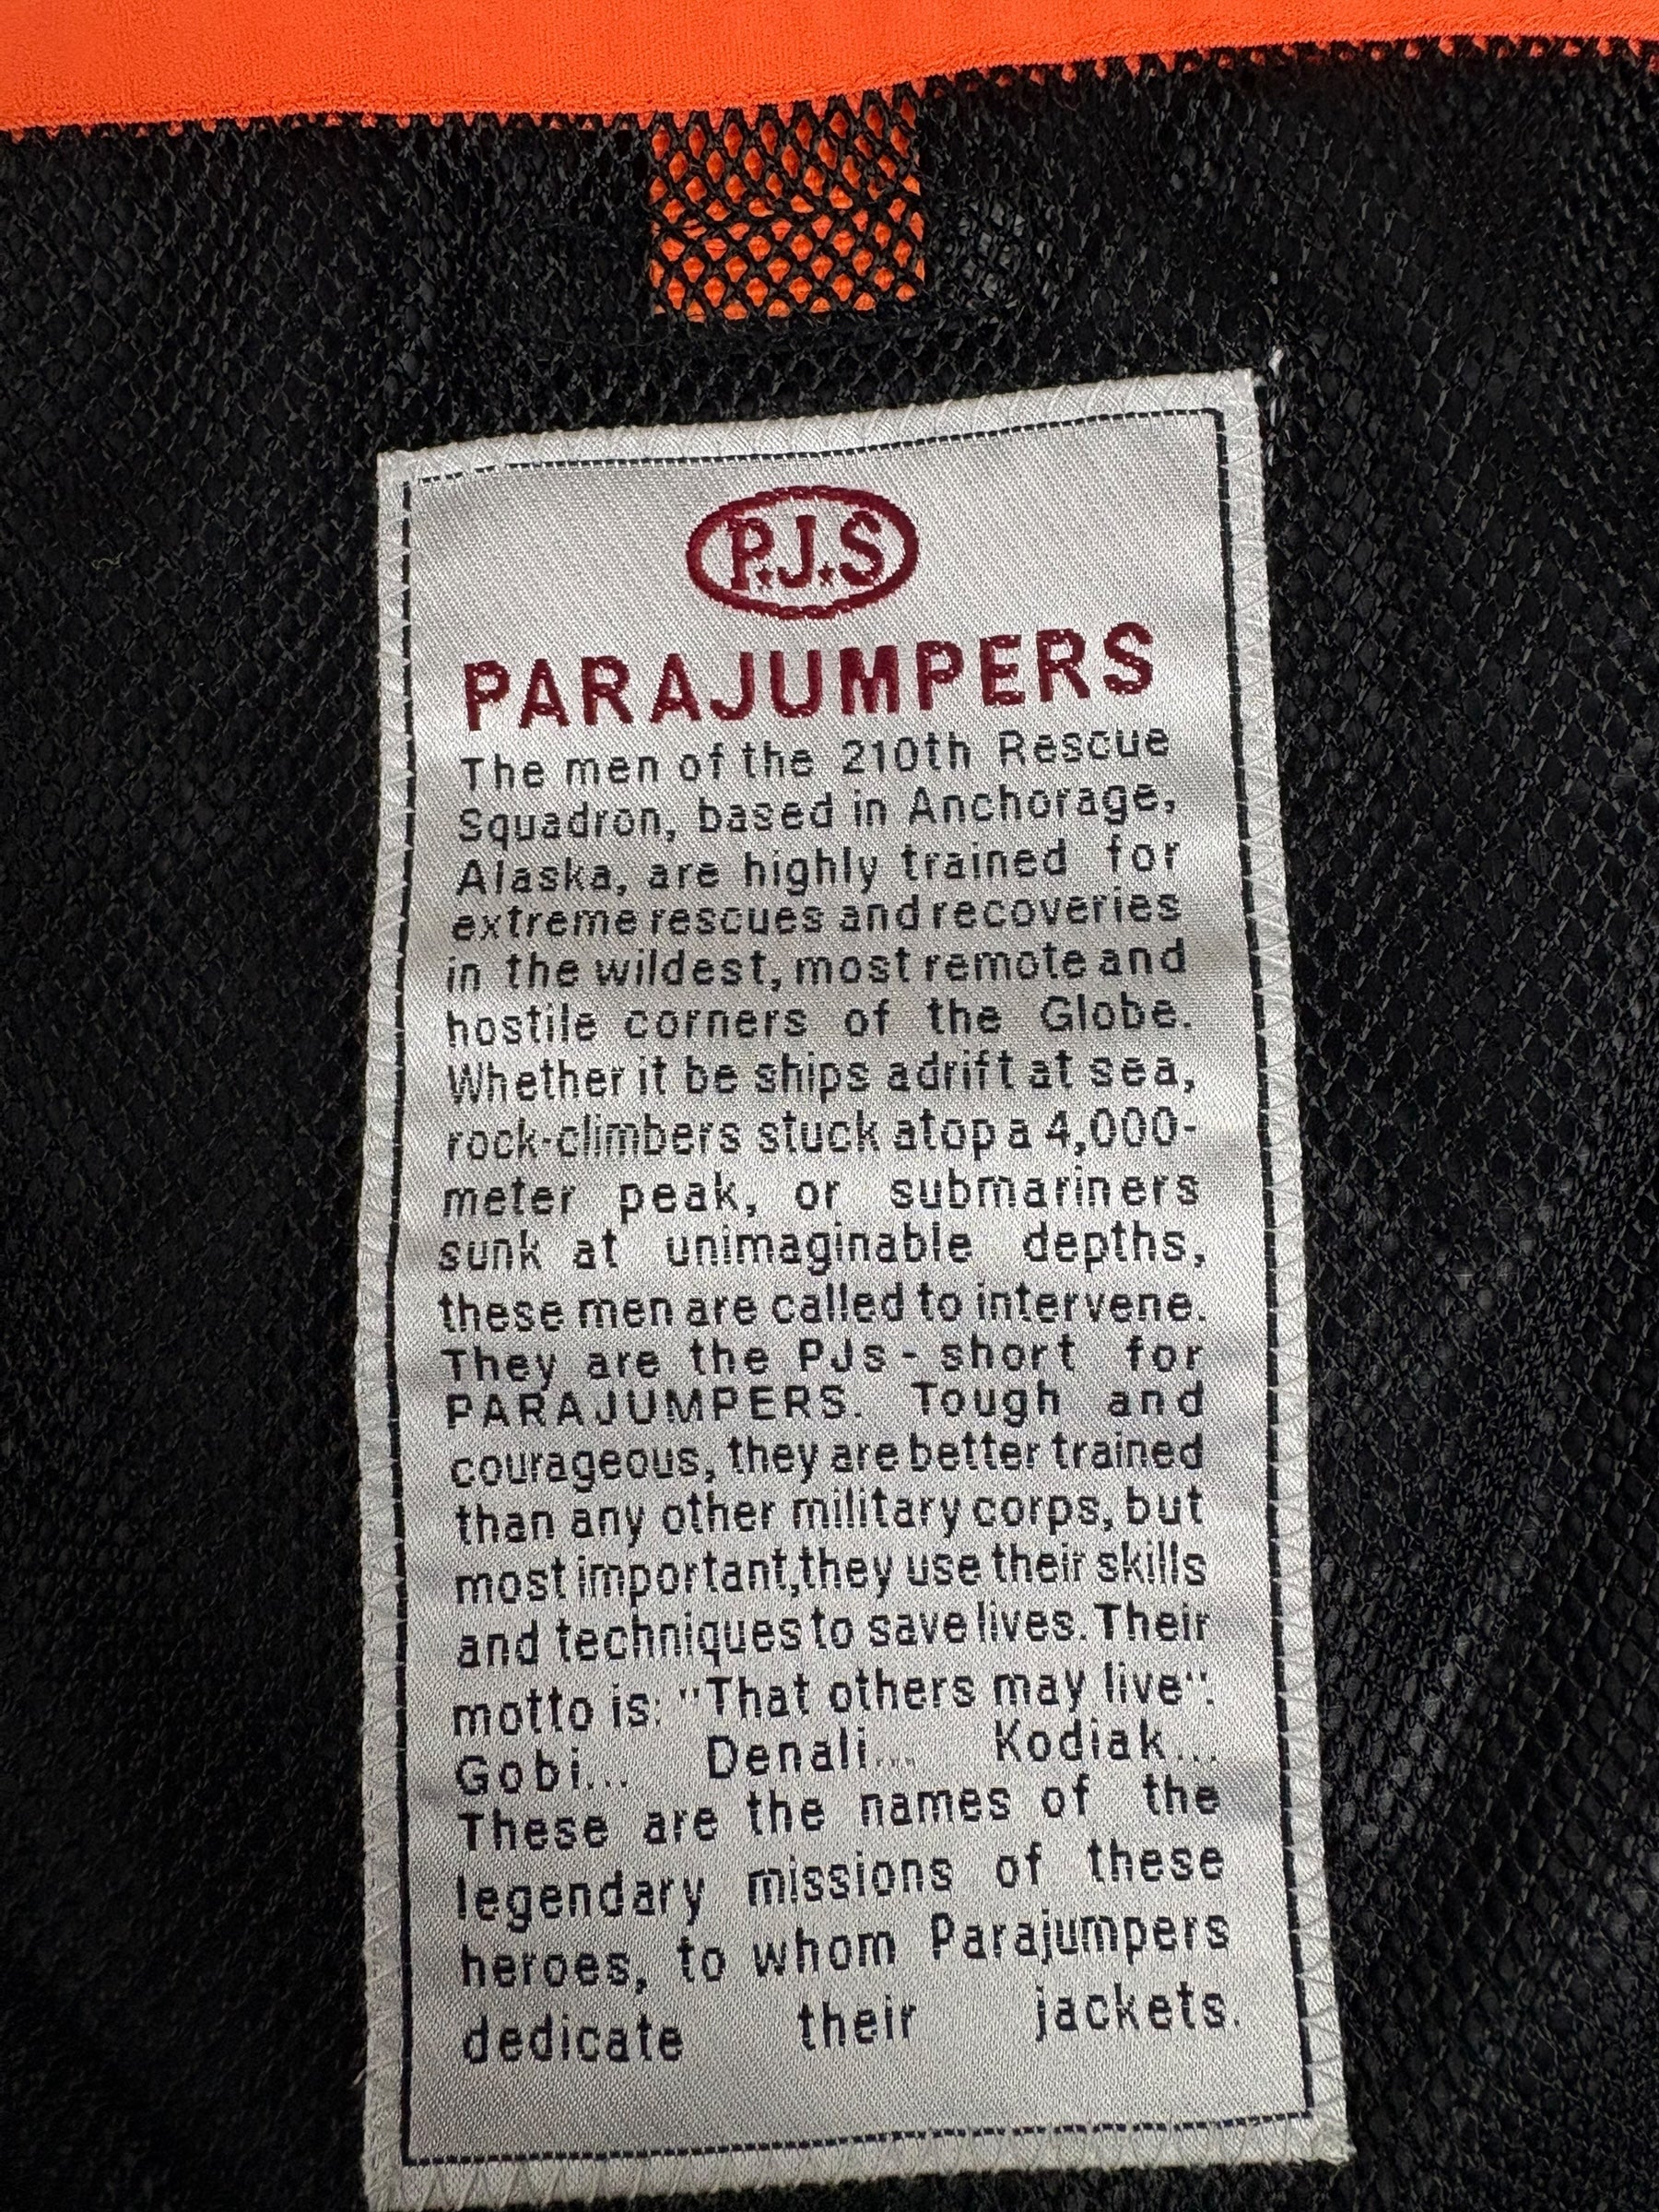 P.J.S
PARAJUMPERS
The men of the 210th Rescue
Squadron, based in Anchorage,
Alaska, are highly trained for
extreme rescues and recoveries
in the wildest, most remote and
hostile corners of the Globe.
Whether it be ships adrift at sea,
rock-climbers stuck atop a 4,000-
meter peak, or submariners
sunk at unimaginable depths,
these men are called to intervene.
They are the PJs - short for
PARAJUMPERS. Tough and
courageous, they are better trained
than any other military corps, but
most important,they use their skills
and techniques to save lives. Their
motto is: "That others may live".
Gobi... Denali... Kodiak...
These are the names of the
legendary missions of these
heroes, to whom Parajumpers
dedicate their jackets.